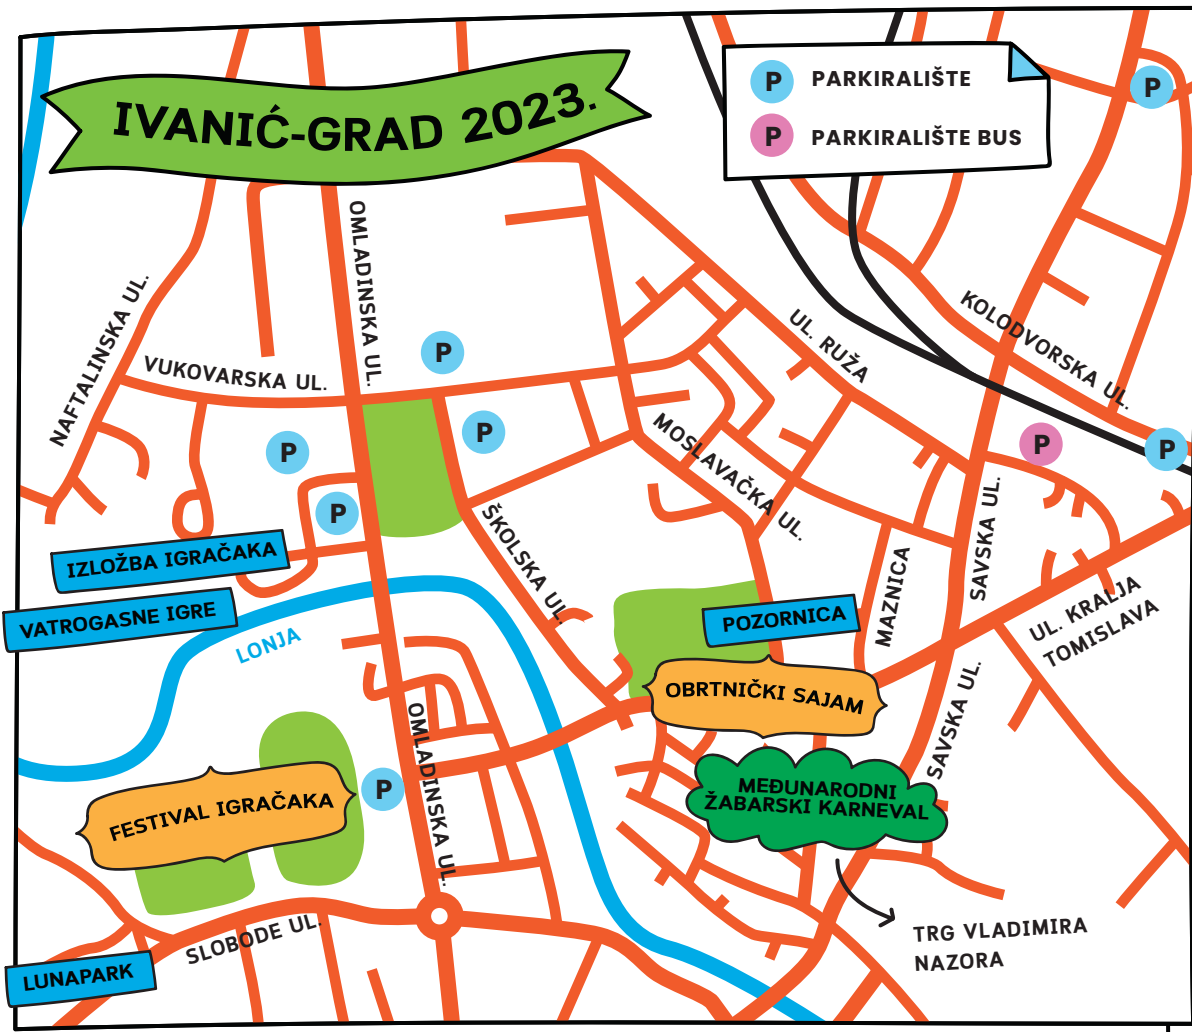 IVANIĆ-GRAD 2023.
P PARKIRALIŠTE
P PARKIRALIŠTE BUS
P
OMLADINSKA UL.
NAFTALINSKA UL.
VUKOVARSKA UL.
P
UL. RUŽA
KOLODVORSKA UL.
P
P
P
P
P
MOSLAVAČKA UL.
ŠKOLSKA UL.
SAVSKA UL.
MAZNICA
IZLOŽBA IGRAČAKA
VATROGASNE IGRE
LONJA
POZORNICA
UL. KRALJA
TOMISLAVA
OBRTNIČKI SAJAM
SAVSKA UL.
OMLADINSKA UL.
P
FESTIVAL IGRAČAKA
MEĐUNARODNI
ŽABARSKI KARNEVAL
SLOBODE UL.
TRG VLADIMIRA
NAZORA
LUNAPARK